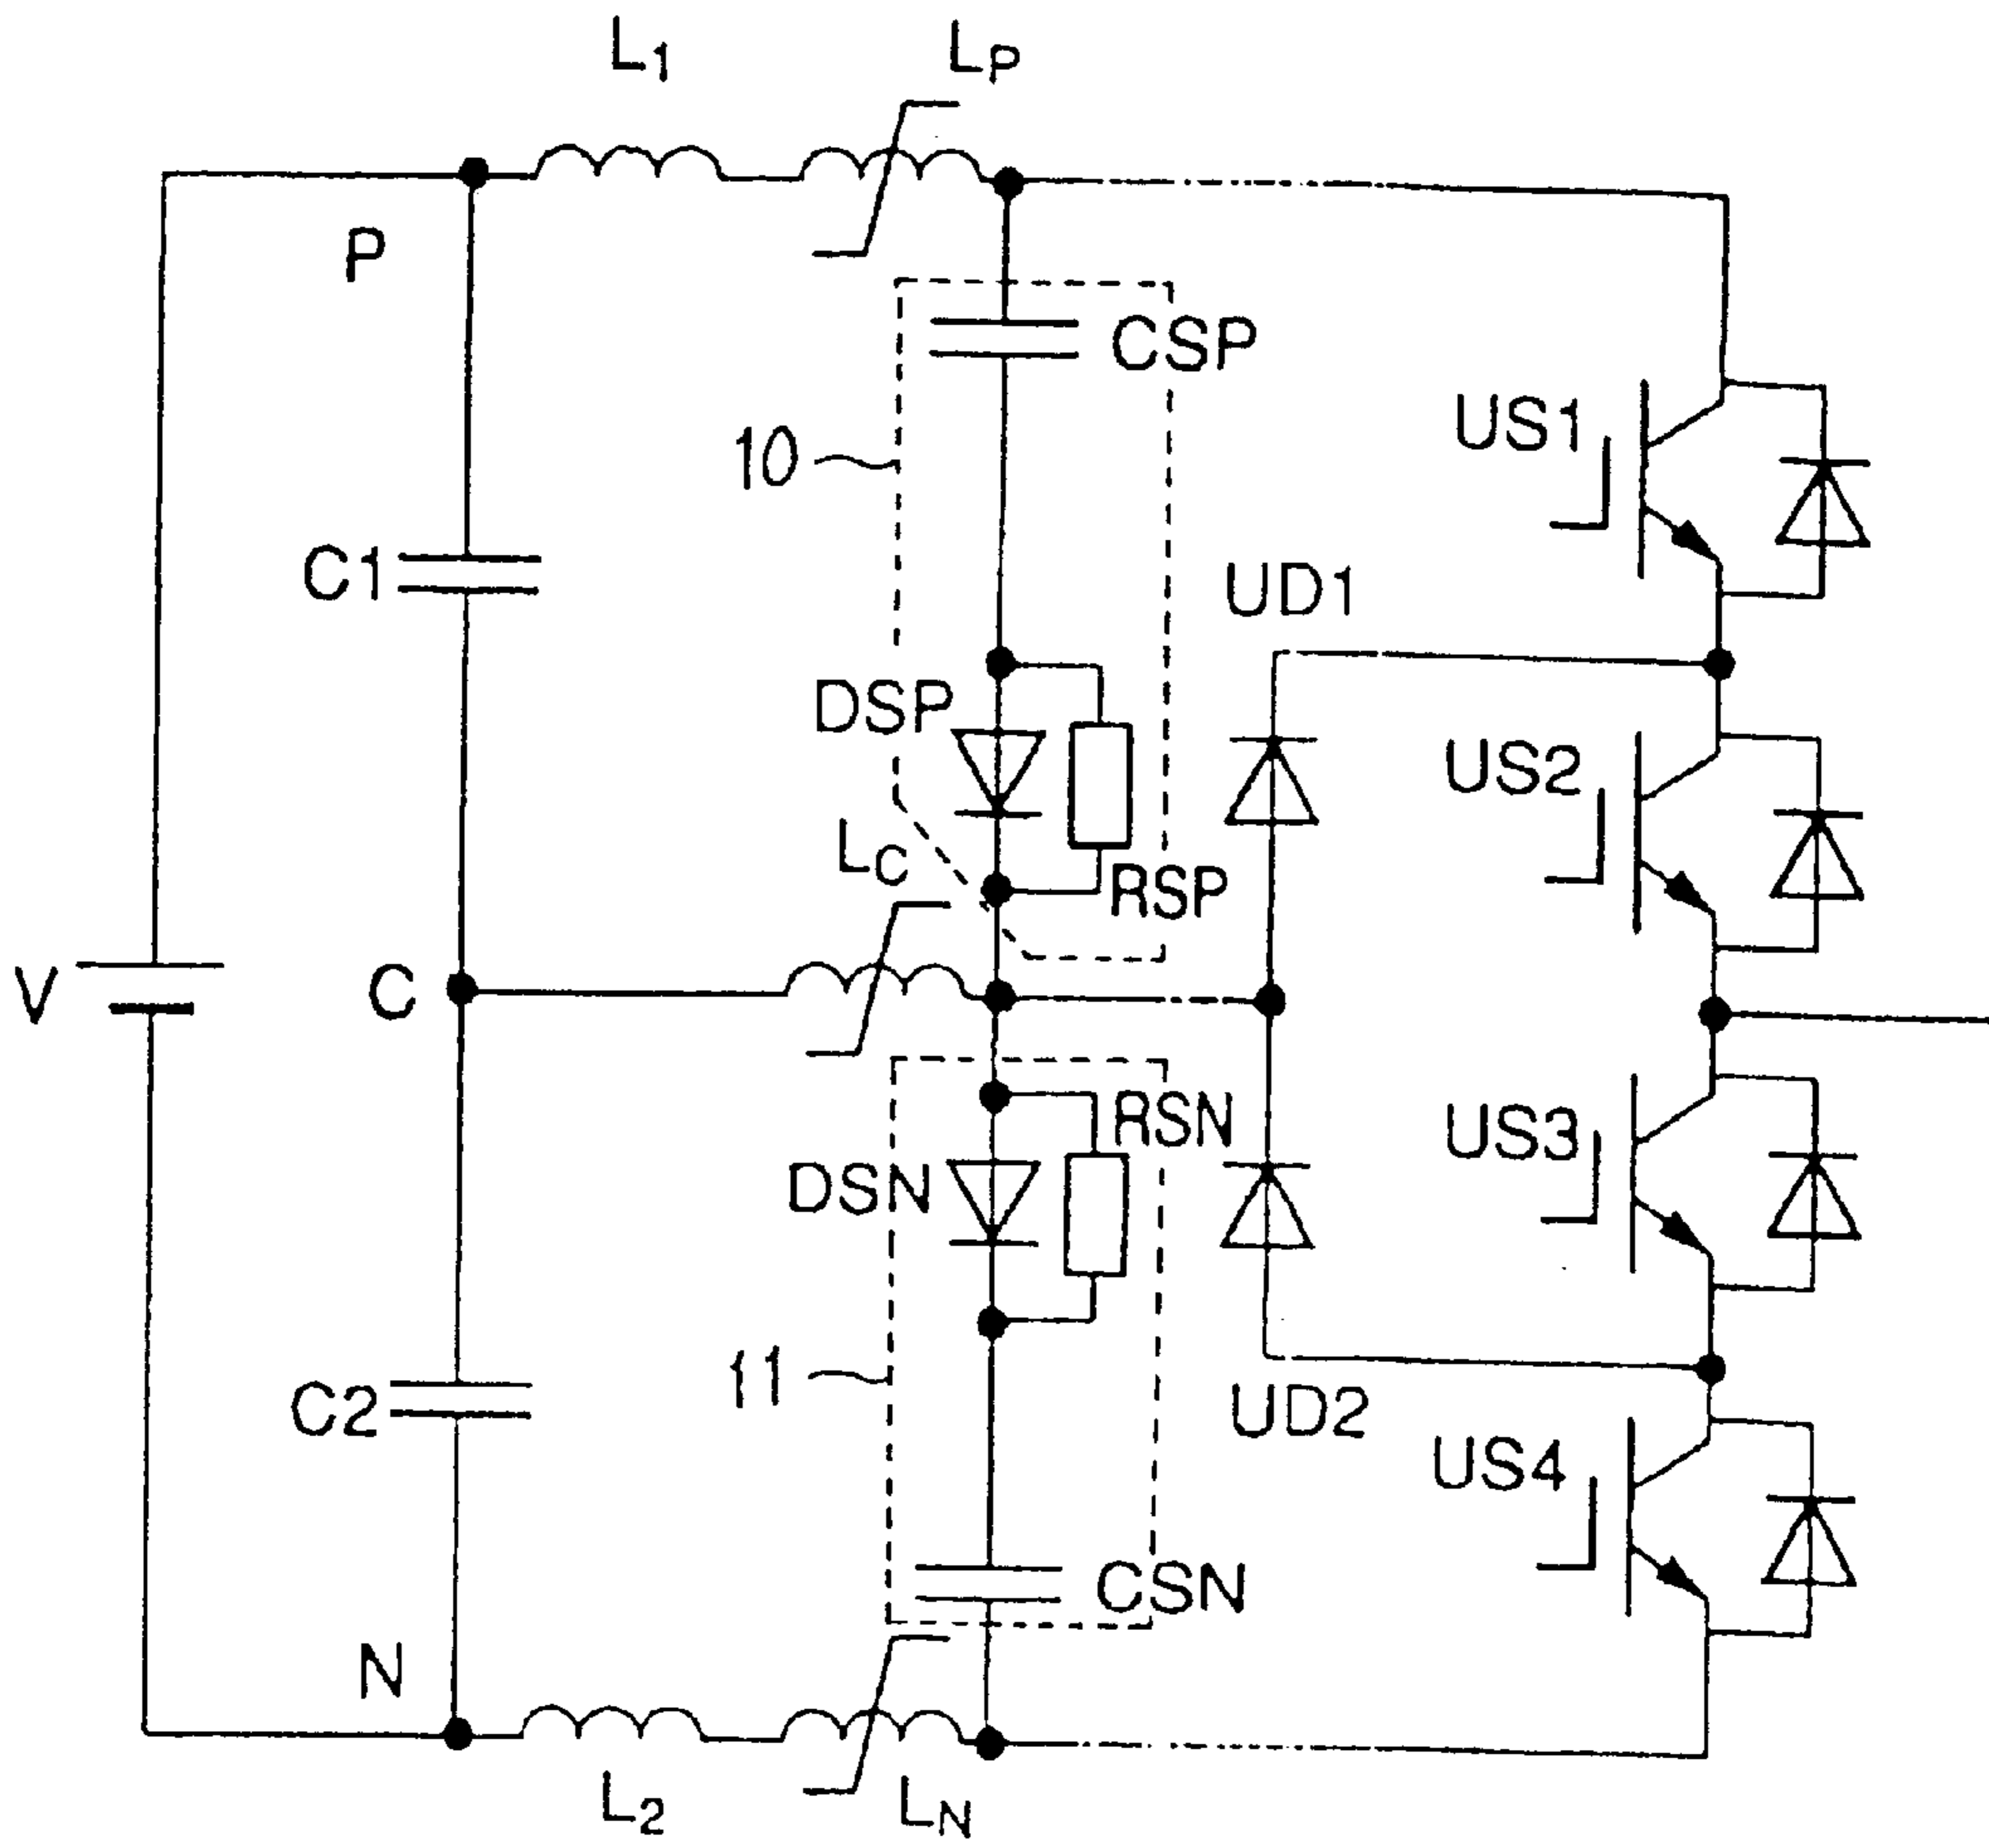 L1
LP
P
CSP
US1
10
C1
UD1
DSP
US2
LC
RSP
V
C
RSN
US3
DSN
11
C2
UD2
US4
CSN
N
L2
LN